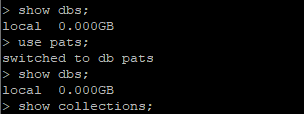 > show dbs;
local  0.000GB
> use pats;
switched to db pats
> show dbs;
local  0.000GB
> show collections;